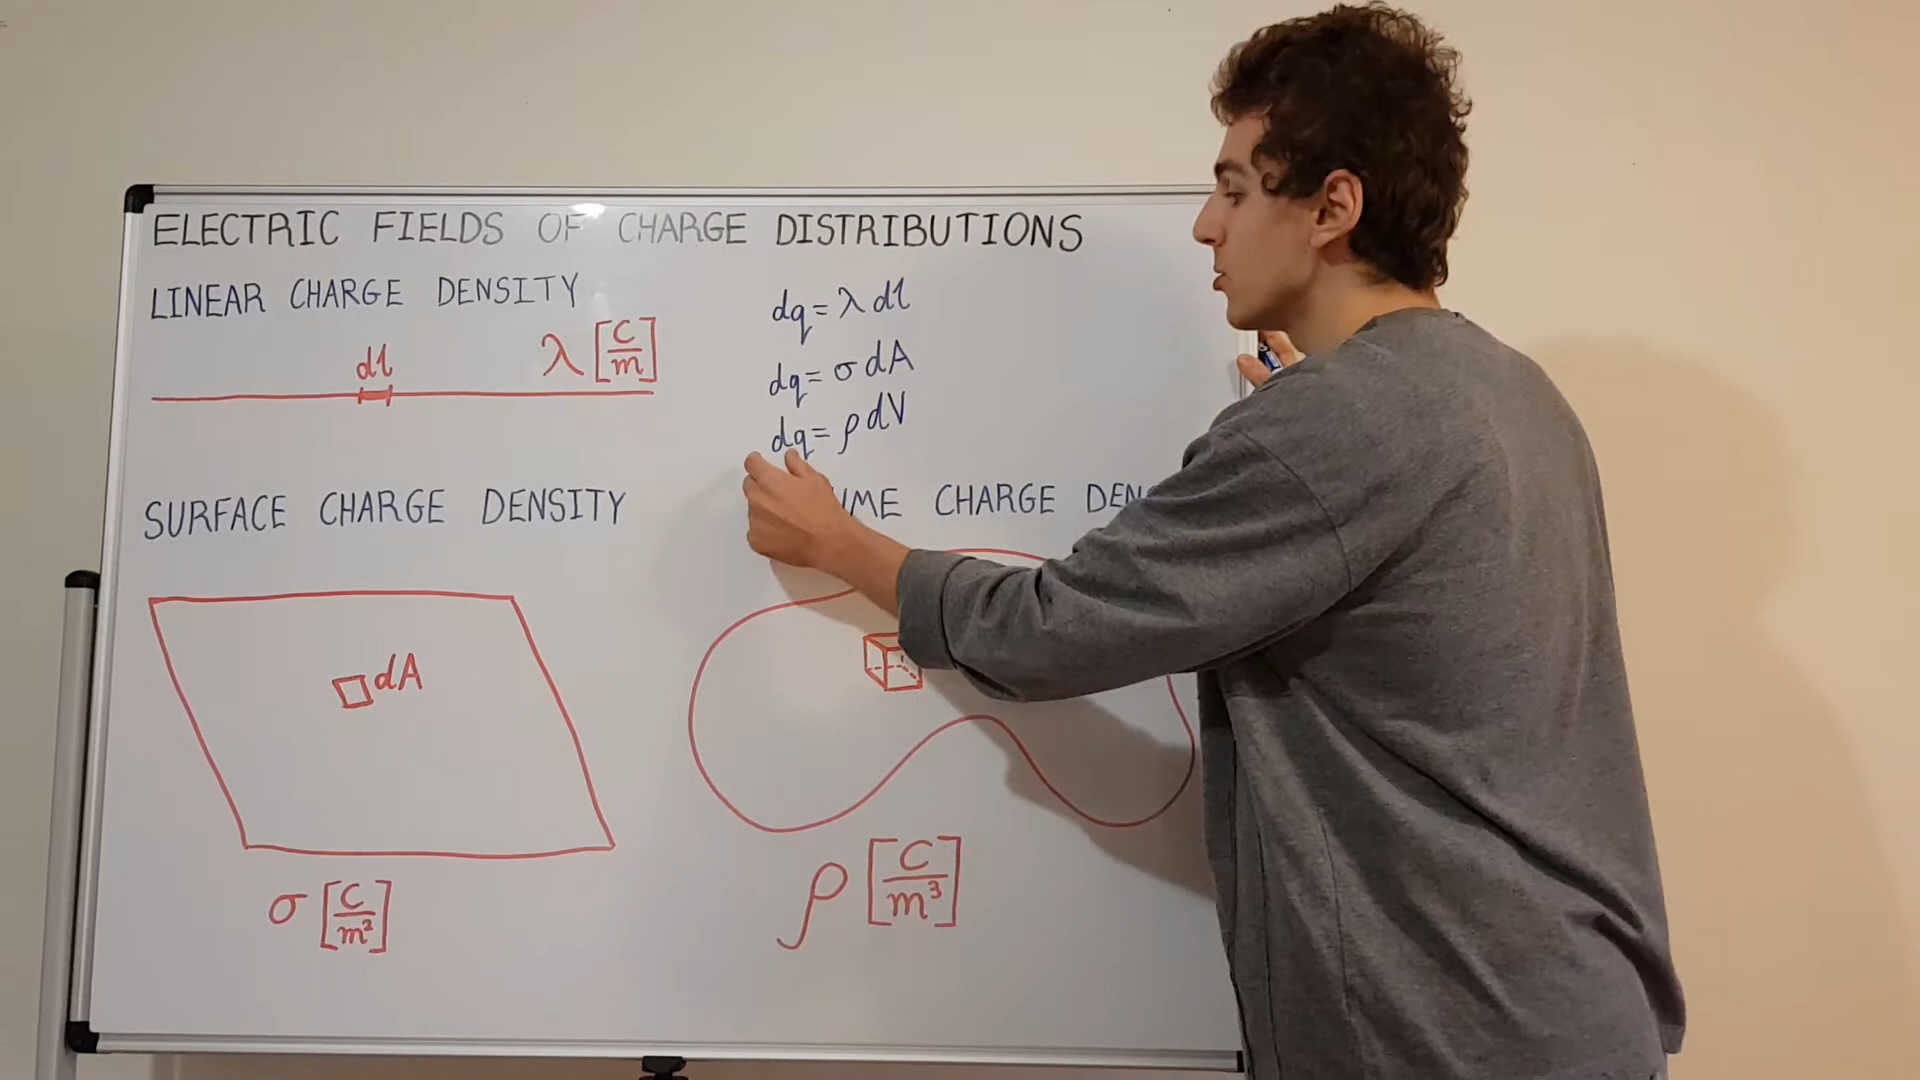 ELECTRIC FIELDS OF CHARGE DISTRIBUTIONS
LINEAR CHARGE DENSITY
dl
λ [C/m]
dq = λ dl
dq = σ dA
dq = ρ dV
SURFACE CHARGE DENSITY
dA
σ [C/m²]
CHARGE
ρ [C/m³]